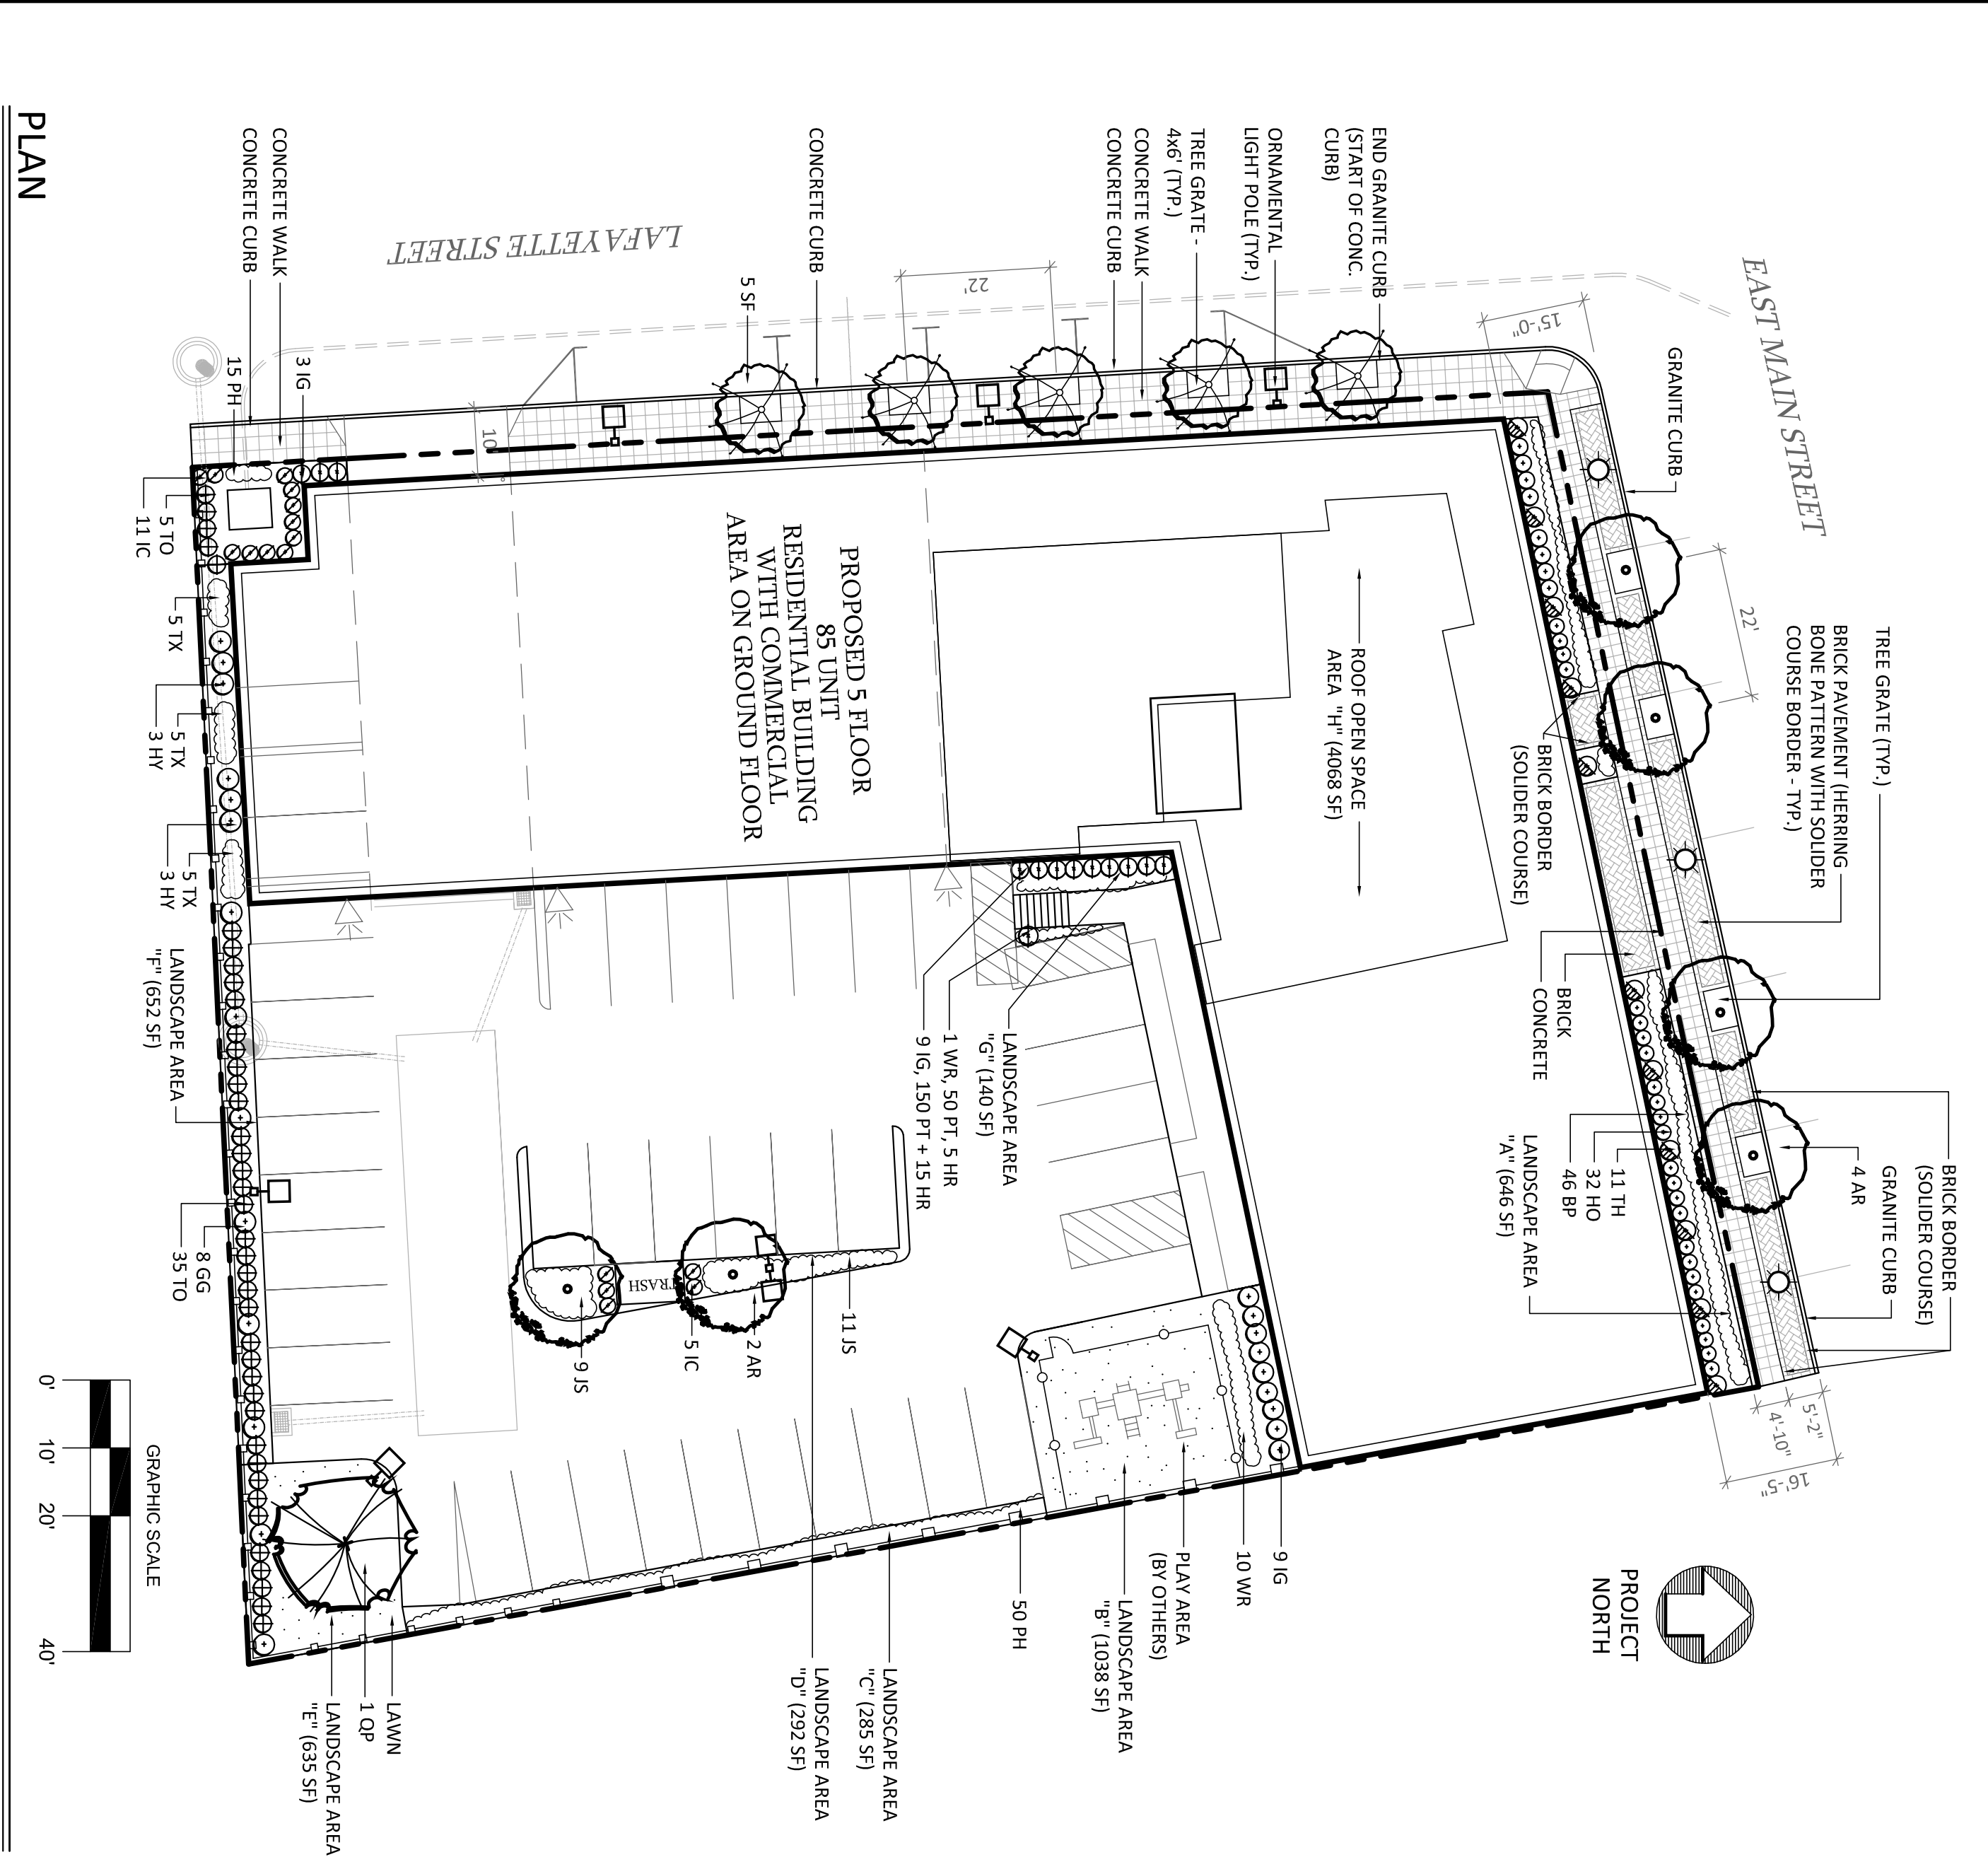 PLAN
EAST MAIN STREET
LAFAYETTE STREET
CONCRETE CURB
CONCRETE WALK
CONCRETE CURB
CONCRETE CURB
CONCRETE WALK
TREE GRATE -
4x6' (TYP.)
ORNAMENTAL
LIGHT POLE (TYP.)
END GRANITE CURB
(START OF CONC.
CURB)
GRANITE CURB
15'-0"
22'
5 SF
3 IG
15 PH
10'
5 TO
11 IC
5 TX
5 TX
3 HY
5 TX
3 HY
LANDSCAPE AREA
"F" (652 SF)
8 GG
35 TO
PROPOSED 5 FLOOR
85 UNIT
RESIDENTIAL BUILDING
WITH COMMERCIAL
AREA ON GROUND FLOOR
ROOF OPEN SPACE
AREA "H" (4068 SF)
22'
TREE GRATE (TYP.)
BRICK PAVEMENT (HERRING
BONE PATTERN WITH SOLIDER
COURSE BORDER - TYP.)
BRICK BORDER
(SOLIDER COURSE)
BRICK
CONCRETE
11 TH
32 HO
46 BP
LANDSCAPE AREA
"A" (646 SF)
4 AR
GRANITE CURB
BRICK BORDER
(SOLIDER COURSE)
5'-2"
4'-10"
16'-5"
LANDSCAPE AREA
"G" (140 SF)
1 WR, 50 PT, 5 HR
9 IG, 150 PT + 15 HR
TRASH
11 JS
2 AR
5 IC
9 JS
9 IG
10 WR
PLAY AREA
(BY OTHERS)
LANDSCAPE AREA
"B" (1038 SF)
50 PH
LANDSCAPE AREA
"C" (285 SF)
LANDSCAPE AREA
"D" (292 SF)
LAWN
1 QP
LANDSCAPE AREA
"E" (635 SF)
PROJECT
NORTH
GRAPHIC SCALE
0'
10'
20'
40'